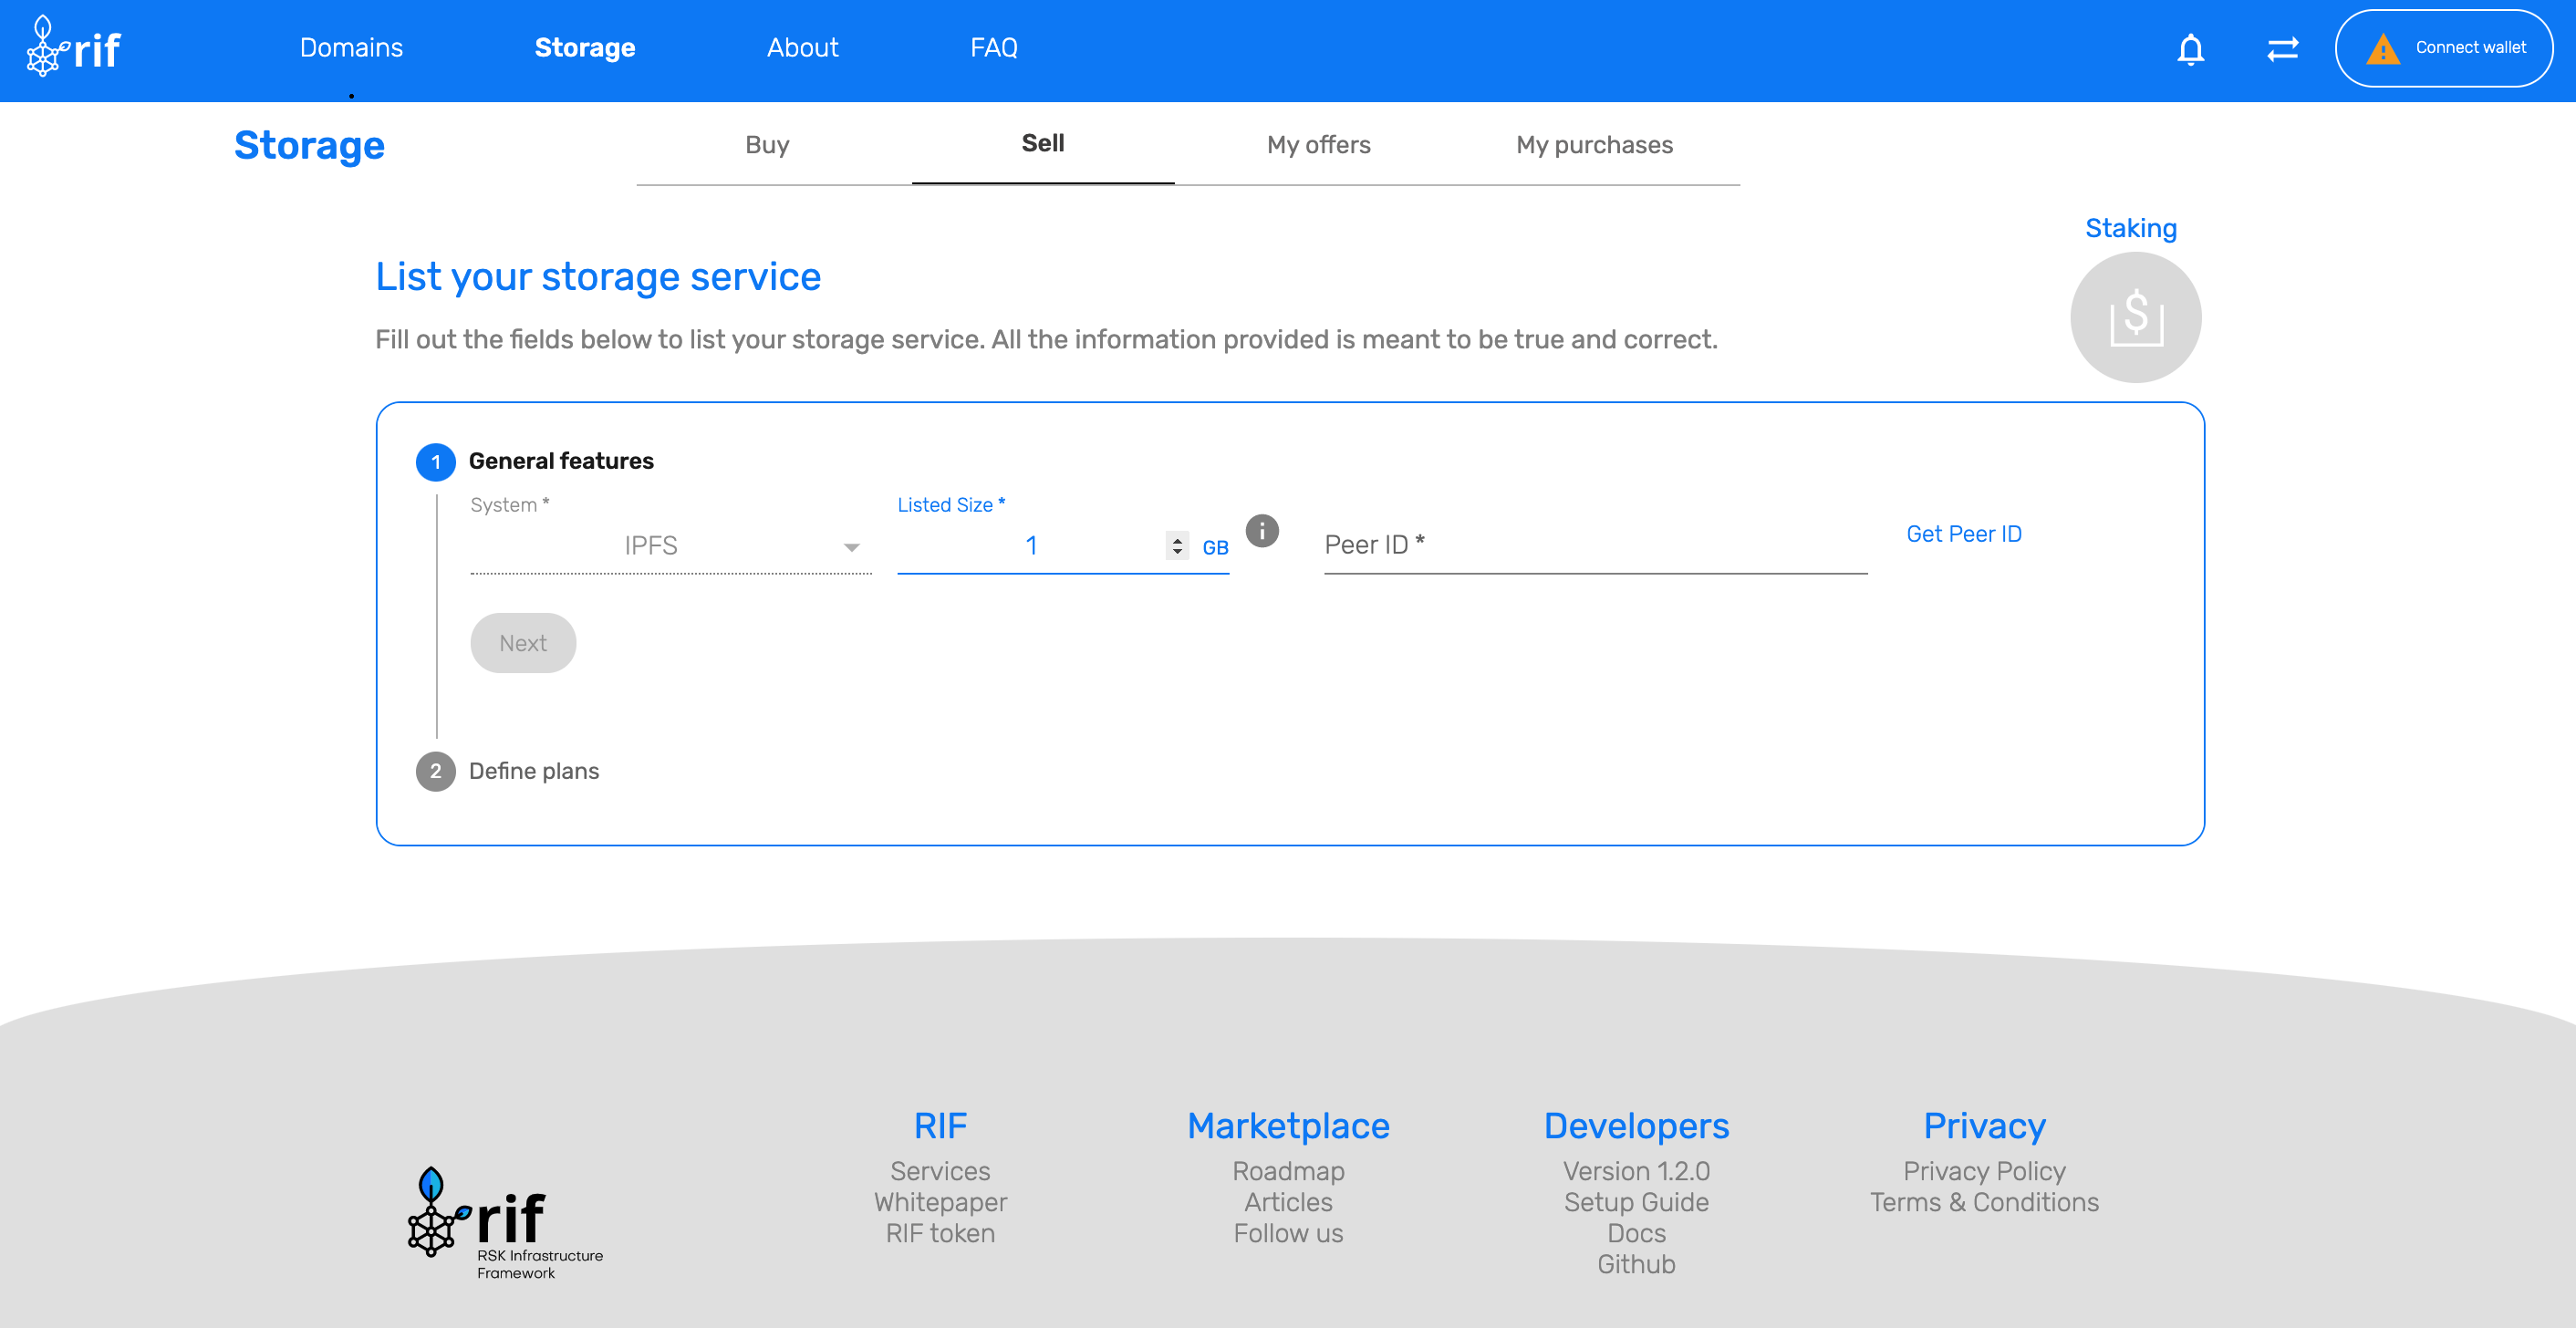 rif
Domains
Storage
About
FAQ
Connect wallet
Storage
Buy
Sell
My offers
My purchases
Staking
List your storage service
Fill out the fields below to list your storage service. All the information provided is meant to be true and correct.
1 General features
System *
IPFS
Listed Size *
1
GB
Peer ID *
Get Peer ID
Next
2 Define plans
rif
RSK Infrastructure
Framework
RIF
Services
Whitepaper
RIF token
Marketplace
Roadmap
Articles
Follow us
Developers
Version 1.2.0
Setup Guide
Docs
Github
Privacy
Privacy Policy
Terms & Conditions